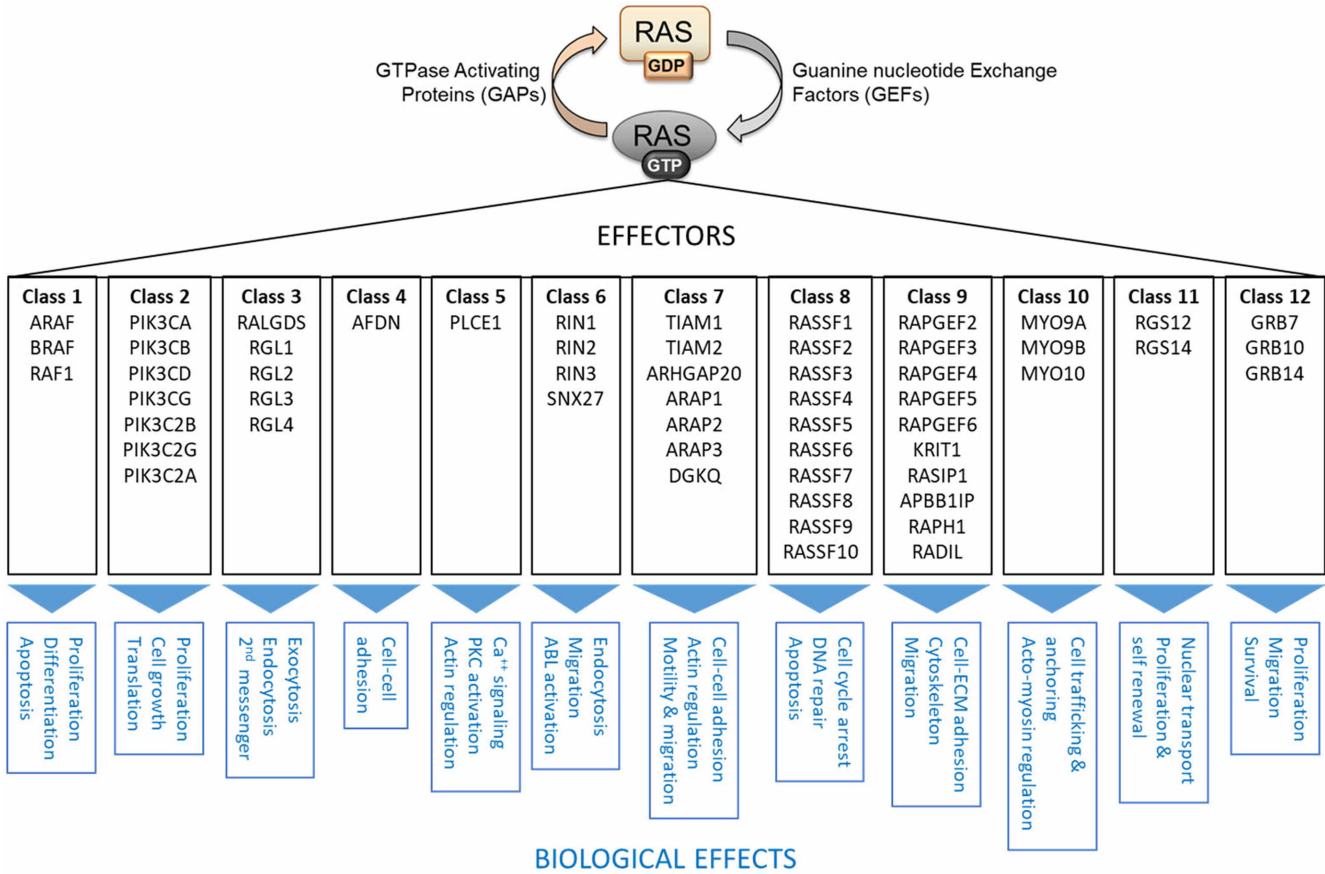 RAS
GDP
GTPase Activating
Proteins (GAPs)
Guanine nucleotide Exchange
Factors (GEFs)
RAS
GTP
EFFECTORS
Class 1
ARAF
BRAF
RAF1
Class 2
PIK3CA
PIK3CB
PIK3CD
PIK3CG
PIK3C2B
PIK3C2G
PIK3C2A
Class 3
RALGDS
RGL1
RGL2
RGL3
RGL4
Class 4
AFDN
Class 5
PLCE1
Class 6
RIN1
RIN2
RIN3
SNX27
Class 7
TIAM1
TIAM2
ARHGAP20
ARAP1
ARAP2
ARAP3
DGKQ
Class 8
RASSF1
RASSF2
RASSF3
RASSF4
RASSF5
RASSF6
RASSF7
RASSF8
RASSF9
RASSF10
Class 9
RAPGEF2
RAPGEF3
RAPGEF4
RAPGEF5
RAPGEF6
KRIT1
RASIP1
APBB1IP
RAPH1
RADIL
Class 10
MYO9A
MYO9B
MYO10
Class 11
RGS12
RGS14
Class 12
GRB7
GRB10
GRB14
Proliferation
Differentiation
Apoptosis
Proliferation
Cell growth
Translation
Exocytosis
Endocytosis
2nd messenger
Cell-cell
adhesion
Ca++ signaling
PKC activation
Actin regulation
Endocytosis
Migration
ABL activation
Cell-cell adhesion
Actin regulation
Motility & migration
Cell cycle arrest
DNA repair
Apoptosis
Cell-ECM adhesion
Cytoskeleton
Migration
Cell trafficking &
anchoring
Acto-myosin regulation
Nuclear transport
Proliferation &
self renewal
Proliferation
Migration
Survival
BIOLOGICAL EFFECTS